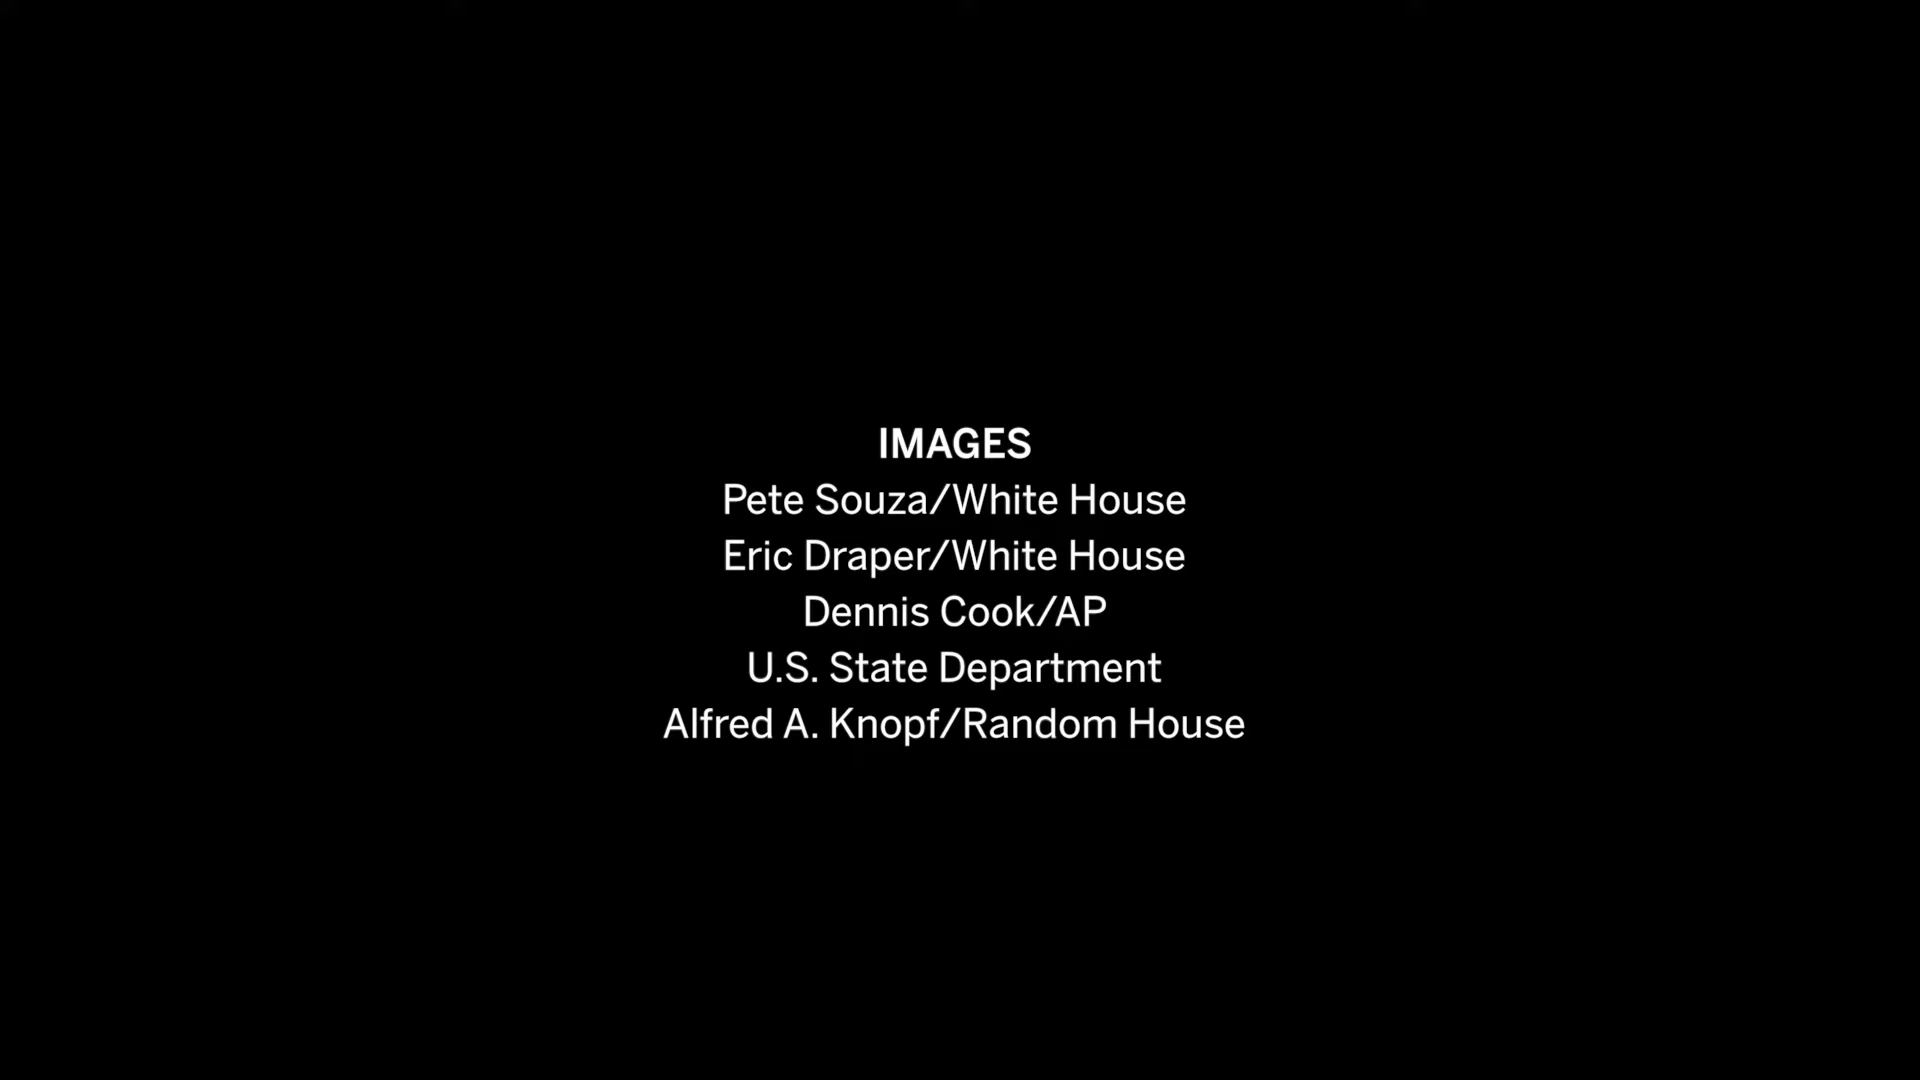 IMAGES
Pete Souza/White House
Eric Draper/White House
Dennis Cook/AP
U.S. State Department
Alfred A. Knopf/Random House